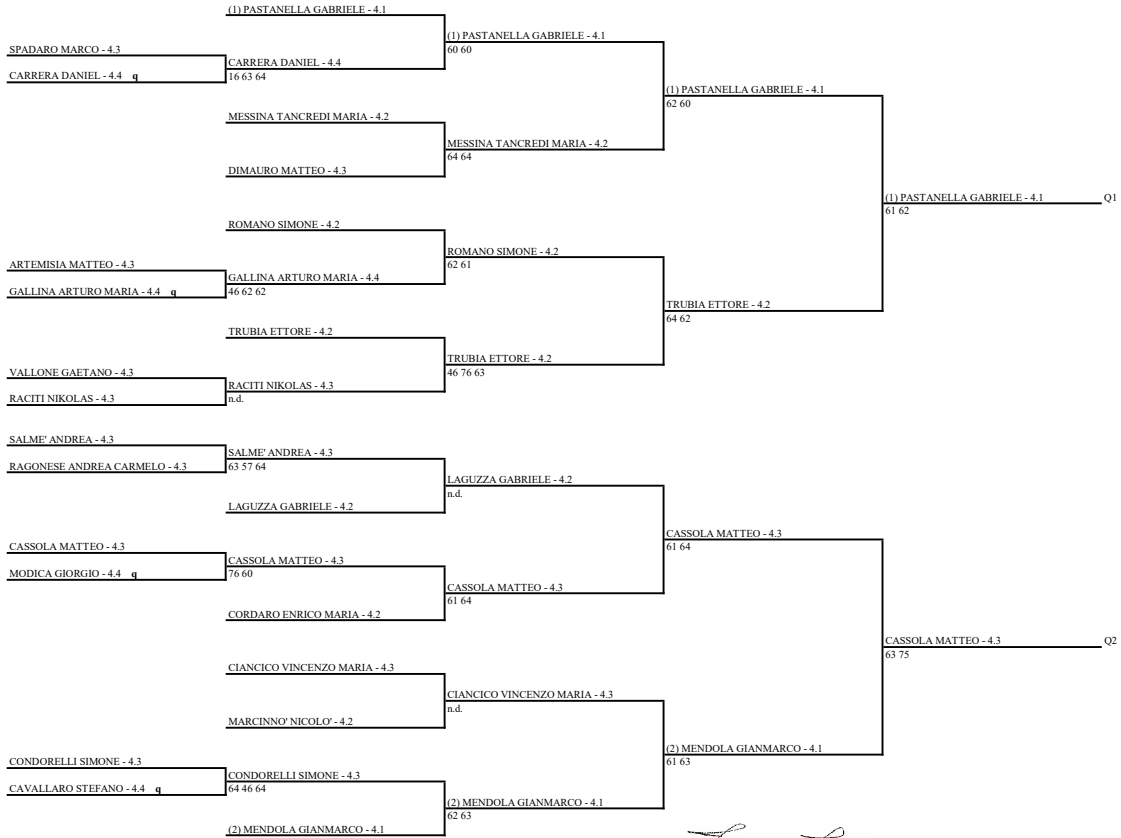 (1) PASTANELLA GABRIELE - 4.1
(1) PASTANELLA GABRIELE - 4.1
60 60
SPADARO MARCO - 4.3
CARRERA DANIEL - 4.4
16 63 64
CARRERA DANIEL - 4.4 q
(1) PASTANELLA GABRIELE - 4.1
62 60
MESSINA TANCREDI MARIA - 4.2
MESSINA TANCREDI MARIA - 4.2
64 64
DIMAURO MATTEO - 4.3
(1) PASTANELLA GABRIELE - 4.1 Q1
61 62
ROMANO SIMONE - 4.2
ROMANO SIMONE - 4.2
62 61
ARTEMISIA MATTEO - 4.3
GALLINA ARTURO MARIA - 4.4
46 62 62
GALLINA ARTURO MARIA - 4.4 q
TRUBIA ETTORE - 4.2
64 62
TRUBIA ETTORE - 4.2
TRUBIA ETTORE - 4.2
46 76 63
VALLONE GAETANO - 4.3
RACITI NIKOLAS - 4.3
n.d.
RACITI NIKOLAS - 4.3
SALME' ANDREA - 4.3
SALME' ANDREA - 4.3
63 57 64
RAGONESE ANDREA CARMELO - 4.3
LAGUZZA GABRIELE - 4.2
n.d.
LAGUZZA GABRIELE - 4.2
CASSOLA MATTEO - 4.3
61 64
CASSOLA MATTEO - 4.3
CASSOLA MATTEO - 4.3
76 60
MODICA GIORGIO - 4.4 q
CASSOLA MATTEO - 4.3
61 64
CORDARO ENRICO MARIA - 4.2
CASSOLA MATTEO - 4.3 Q2
63 75
CIANCICO VINCENZO MARIA - 4.3
CIANCICO VINCENZO MARIA - 4.3
n.d.
MARCINNO' NICOLO' - 4.2
(2) MENDOLA GIANMARCO - 4.1
61 63
CONDORELLI SIMONE - 4.3
CONDORELLI SIMONE - 4.3
64 46 64
CAVALLARO STEFANO - 4.4 q
(2) MENDOLA GIANMARCO - 4.1
62 63
(2) MENDOLA GIANMARCO - 4.1